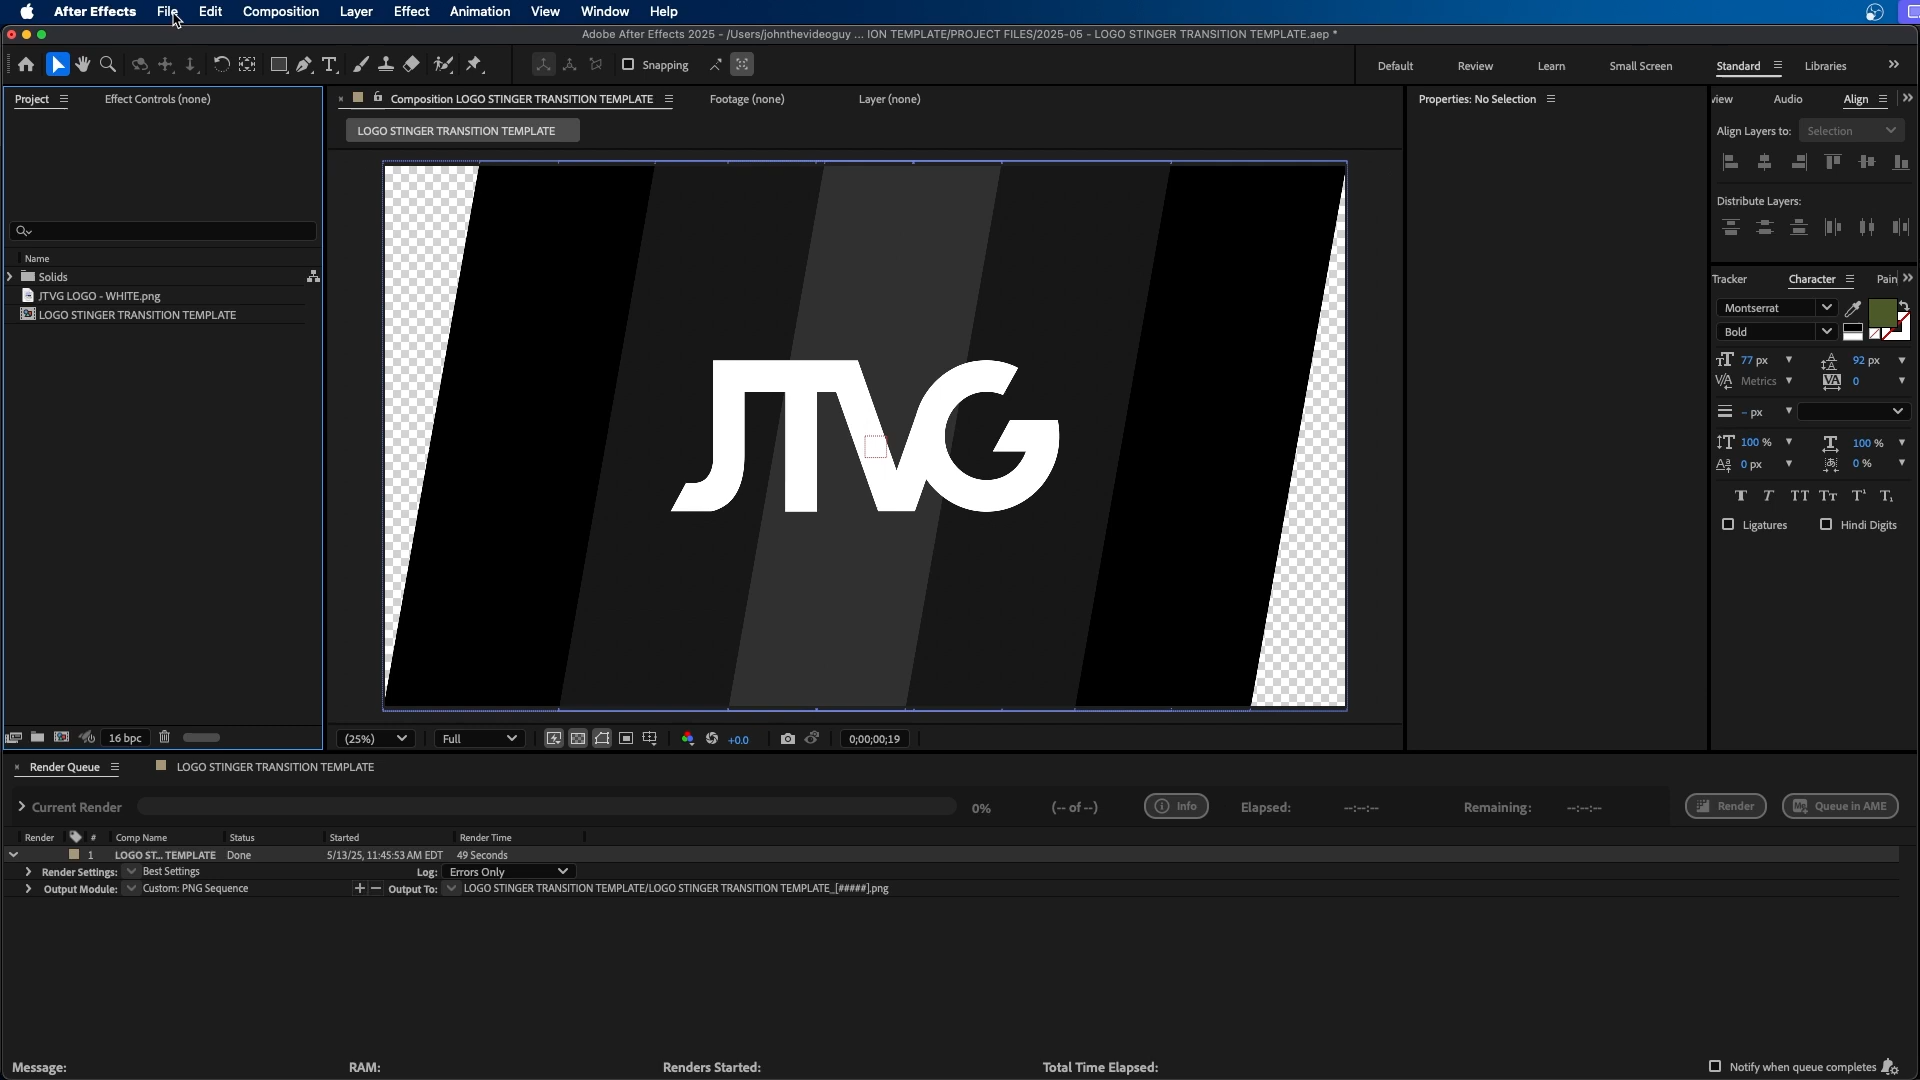 After Effects File Edit Composition Layer Effect Animation View Window Help
Adobe After Effects 2025 - /Users/johnthevideoguy ... ION TEMPLATE/PROJECT FILES/2025-05 - LOGO STINGER TRANSITION TEMPLATE.aep *
Snapping Default Review Learn Small Screen Standard Libraries
Project Effect Controls (none) Composition LOGO STINGER TRANSITION TEMPLATE Footage (none) Layer (none) Properties: No Selection view Audio Align
LOGO STINGER TRANSITION TEMPLATE
Align Layers to: Selection
Distribute Layers:
Name
Solids
JTVG LOGO - WHITE.png
LOGO STINGER TRANSITION TEMPLATE
JTVG
Tracker Character Pain
Montserrat
Bold
77 px 92 px
Metrics 0
- px
100 % 100 %
0 px 0 %
Ligatures Hindi Digits
16 bpc
(25%) Full +0.0 0;00;00;19
Render Queue LOGO STINGER TRANSITION TEMPLATE
Current Render 0% (-- of --) Info Elapsed: --:--:-- Remaining: --:--:-- Render Queue in AME
Render # Comp Name Status Started Render Time
1 LOGO ST... TEMPLATE Done 5/13/25, 11:45:53 AM EDT 49 Seconds
Render Settings: Best Settings Log: Errors Only
Output Module: Custom: PNG Sequence Output To: LOGO STINGER TRANSITION TEMPLATE/LOGO STINGER TRANSITION TEMPLATE_[#####].png
Message: RAM: Renders Started: Total Time Elapsed: Notify when queue completes